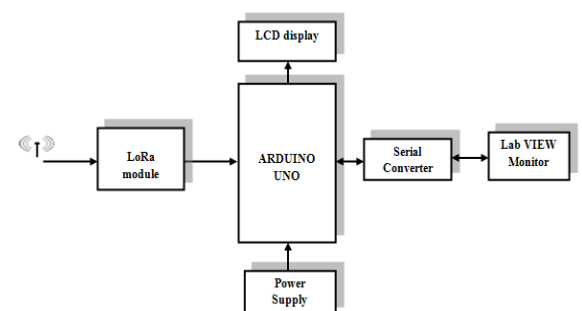 LCD display
LoRa
module
ARDUINO
UNO
Serial
Converter
Lab VIEW
Monitor
Power
Supply